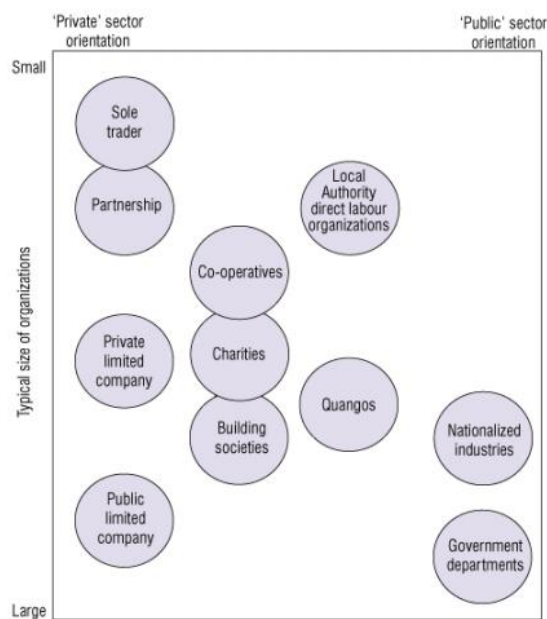 'Private' sector
orientation
'Public' sector
orientation
Small
Sole
trader
Partnership
Local
Authority
direct labour
organizations
Co-operatives
Typical size of organizations
Private
limited
company
Charities
Quangos
Building
societies
Nationalized
industries
Public
limited
company
Government
departments
Large